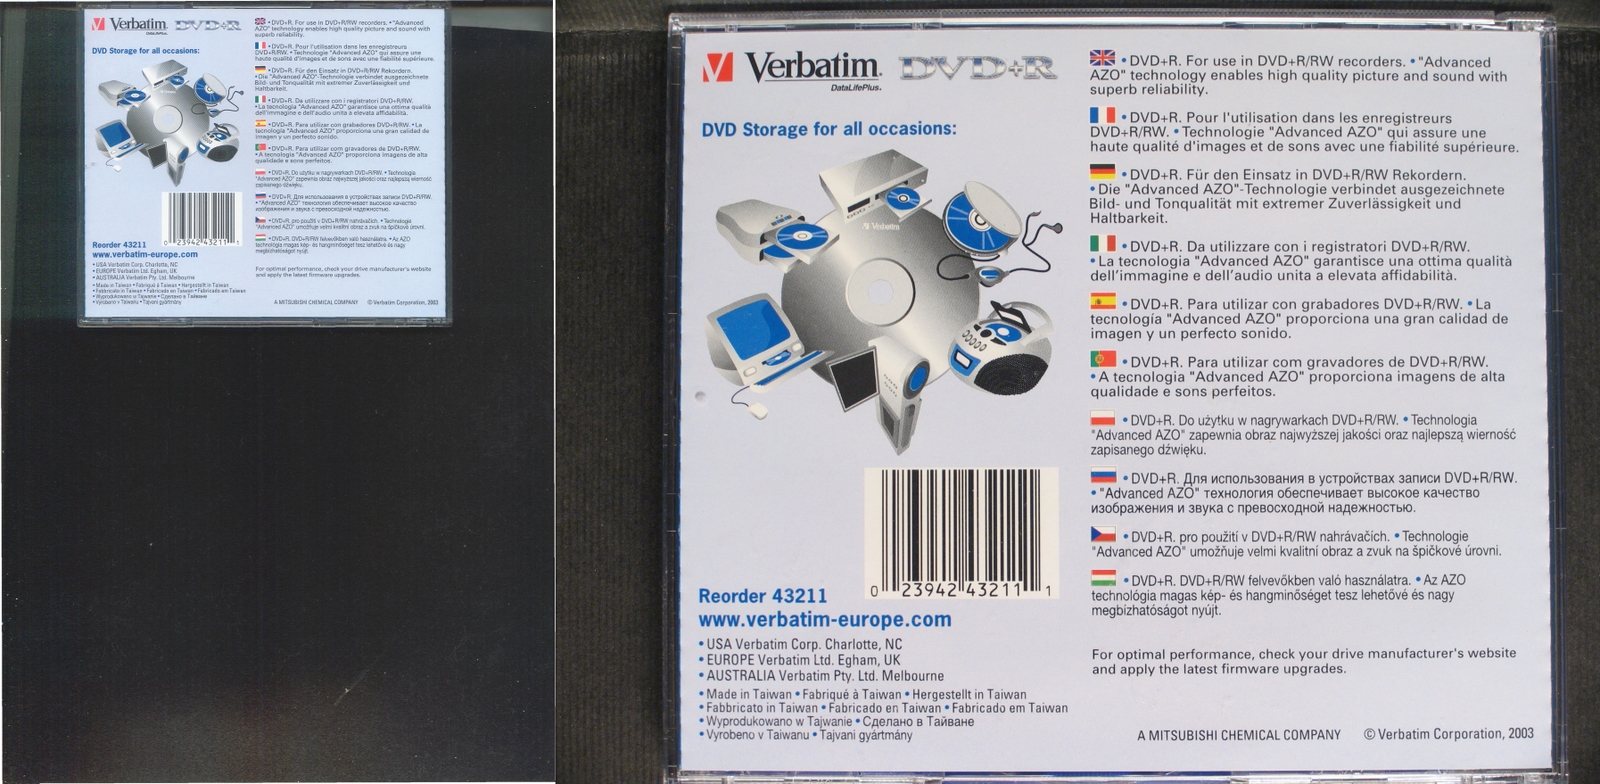 Verbatim.
DataLifePlus.
DVD+R
DVD Storage for all occasions:
Verbatim
0 23942 43211 1
Reorder 43211
www.verbatim-europe.com
• USA Verbatim Corp. Charlotte, NC
• EUROPE Verbatim Ltd. Egham, UK
• AUSTRALIA Verbatim Pty. Ltd. Melbourne
• Made in Taiwan • Fabriqué à Taiwan • Hergestellt in Taiwan
• Fabbricato in Taiwan • Fabricado en Taiwan • Fabricado em Taiwan
• Wyprodukowano w Tajwanie • Сделано в Тайване
• Vyrobeno v Taiwanu • Tajvani gyártmány
• DVD+R. For use in DVD+R/RW recorders. • "Advanced
AZO" technology enables high quality picture and sound with
superb reliability.
• DVD+R. Pour l'utilisation dans les enregistreurs
DVD+R/RW. • Technologie "Advanced AZO" qui assure une
haute qualité d'images et de sons avec une fiabilité supérieure.
• DVD+R. Für den Einsatz in DVD+R/RW Rekordern.
• Die "Advanced AZO"-Technologie verbindet ausgezeichnete
Bild- und Tonqualität mit extremer Zuverlässigkeit und
Haltbarkeit.
• DVD+R. Da utilizzare con i registratori DVD+R/RW.
• La tecnologia "Advanced AZO" garantisce una ottima qualità
dell'immagine e dell'audio unita a elevata affidabilità.
• DVD+R. Para utilizar con grabadores DVD+R/RW. • La
tecnología "Advanced AZO" proporciona una gran calidad de
imagen y un perfecto sonido.
• DVD+R. Para utilizar com gravadores de DVD+R/RW.
• A tecnologia "Advanced AZO" proporciona imagens de alta
qualidade e sons perfeitos.
• DVD+R. Do użytku w nagrywarkach DVD+R/RW. • Technologia
"Advanced AZO" zapewnia obraz najwyższej jakości oraz najlepszą wierność
zapisanego dźwięku.
• DVD+R. Для использования в устройствах записи DVD+R/RW.
• "Advanced AZO" технология обеспечивает высокое качество
изображения и звука с превосходной надежностью.
• DVD+R. pro použití v DVD+R/RW nahrávačích. • Technologie
"Advanced AZO" umožňuje velmi kvalitní obraz a zvuk na špičkové úrovni.
• DVD+R. DVD+R/RW felvevőkben való használatra. • Az AZO
technológia magas kép- és hangminőséget tesz lehetővé és nagy
megbízhatóságot nyújt.
For optimal performance, check your drive manufacturer's website
and apply the latest firmware upgrades.
A MITSUBISHI CHEMICAL COMPANY © Verbatim Corporation, 2003